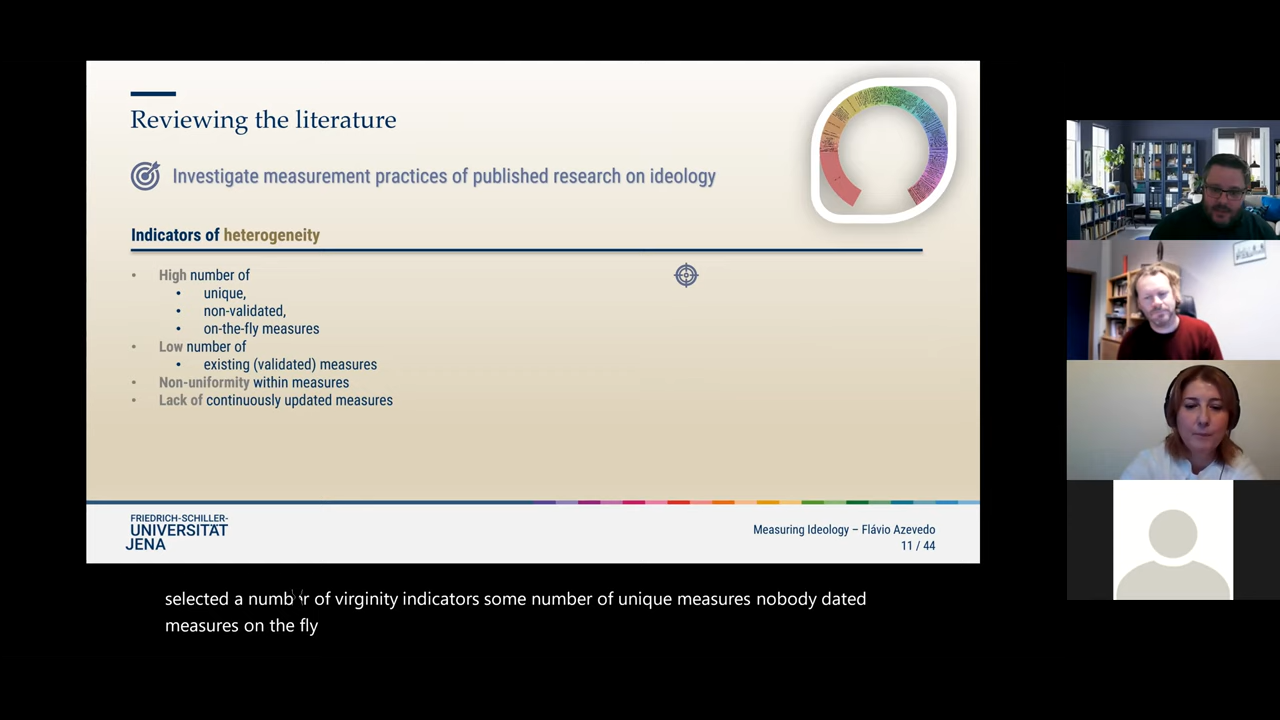 Reviewing the literature
Investigate measurement practices of published research on ideology
Indicators of heterogeneity
• High number of
• unique,
• non-validated,
• on-the-fly measures
• Low number of
• existing (validated) measures
• Non-uniformity within measures
• Lack of continuously updated measures
FRIEDRICH-SCHILLER-
UNIVERSITÄT
JENA
Measuring Ideology – Flávio Azevedo
11 / 44
selected a number of virginity indicators some number of unique measures nobody dated
measures on the fly